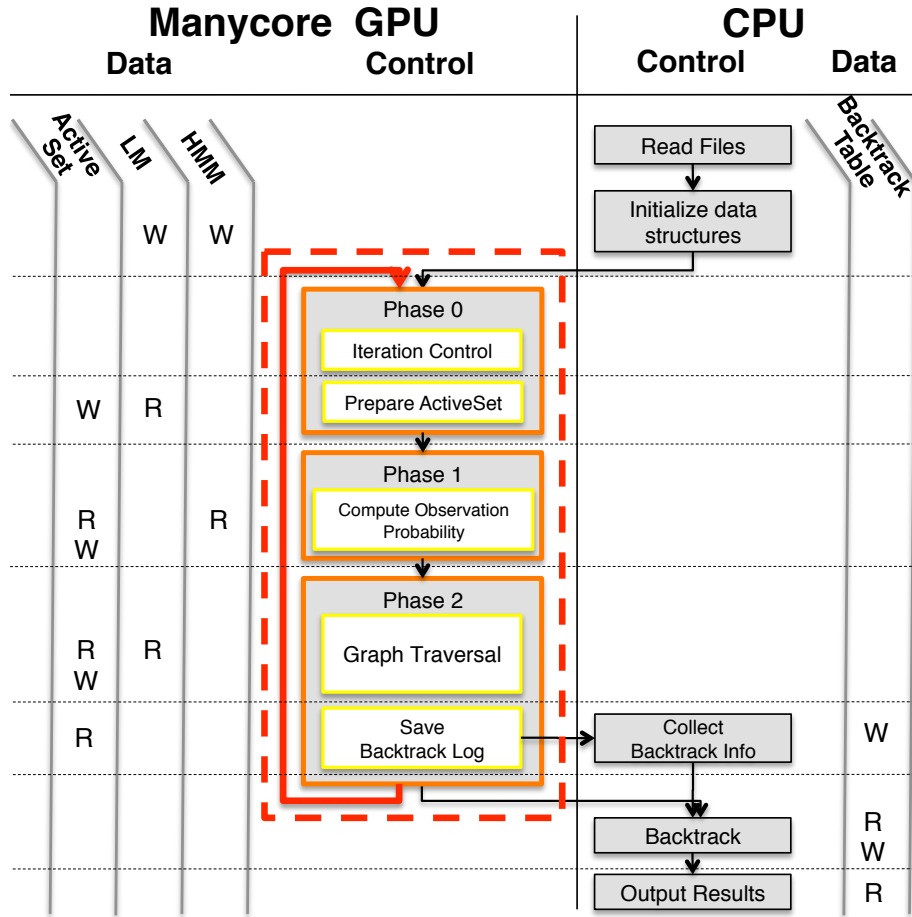 Manycore GPU
CPU
Data
Control
Control
Data
Active
Set
LM
HMM
Backtrack
Table
Read Files
Initialize data
structures
W
W
Phase 0
Iteration Control
Prepare ActiveSet
W
R
Phase 1
Compute Observation
Probability
R
W
R
Phase 2
Graph Traversal
R
W
R
Save
Backtrack Log
R
Collect
Backtrack Info
W
Backtrack
R
W
Output Results
R